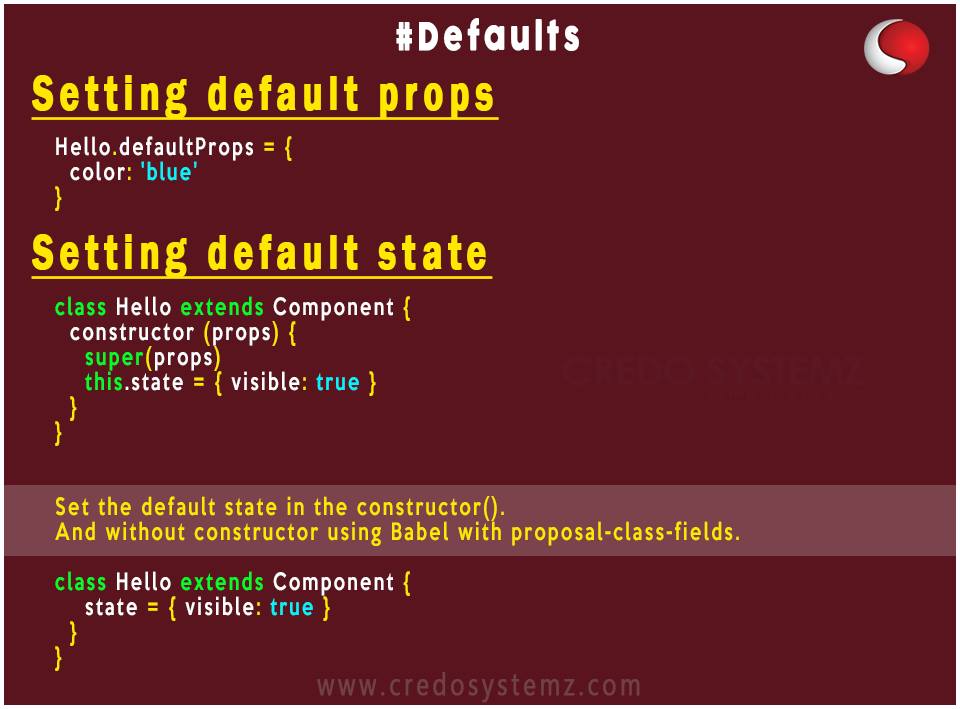 #Defaults
Setting default props
Hello.defaultProps = {
color: 'blue'
}
Setting default state
class Hello extends Component {
constructor (props) {
super(props)
this.state = { visible: true }
}
}
CREDO SYSTEMZ
Set the default state in the constructor().
And without constructor using Babel with proposal-class-fields.
class Hello extends Component {
state = { visible: true }
}
}
www.credosystemz.com